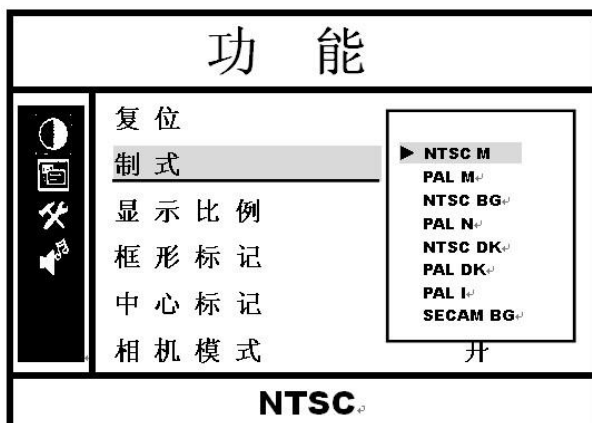 功 能
复 位
制 式
显 示 比 例
框 形 标 记
中 心 标 记
相 机 模 式
开
NTSC M
PAL M
NTSC BG
PAL N
NTSC DK
PAL DK
PAL I
SECAM BG
NTSC